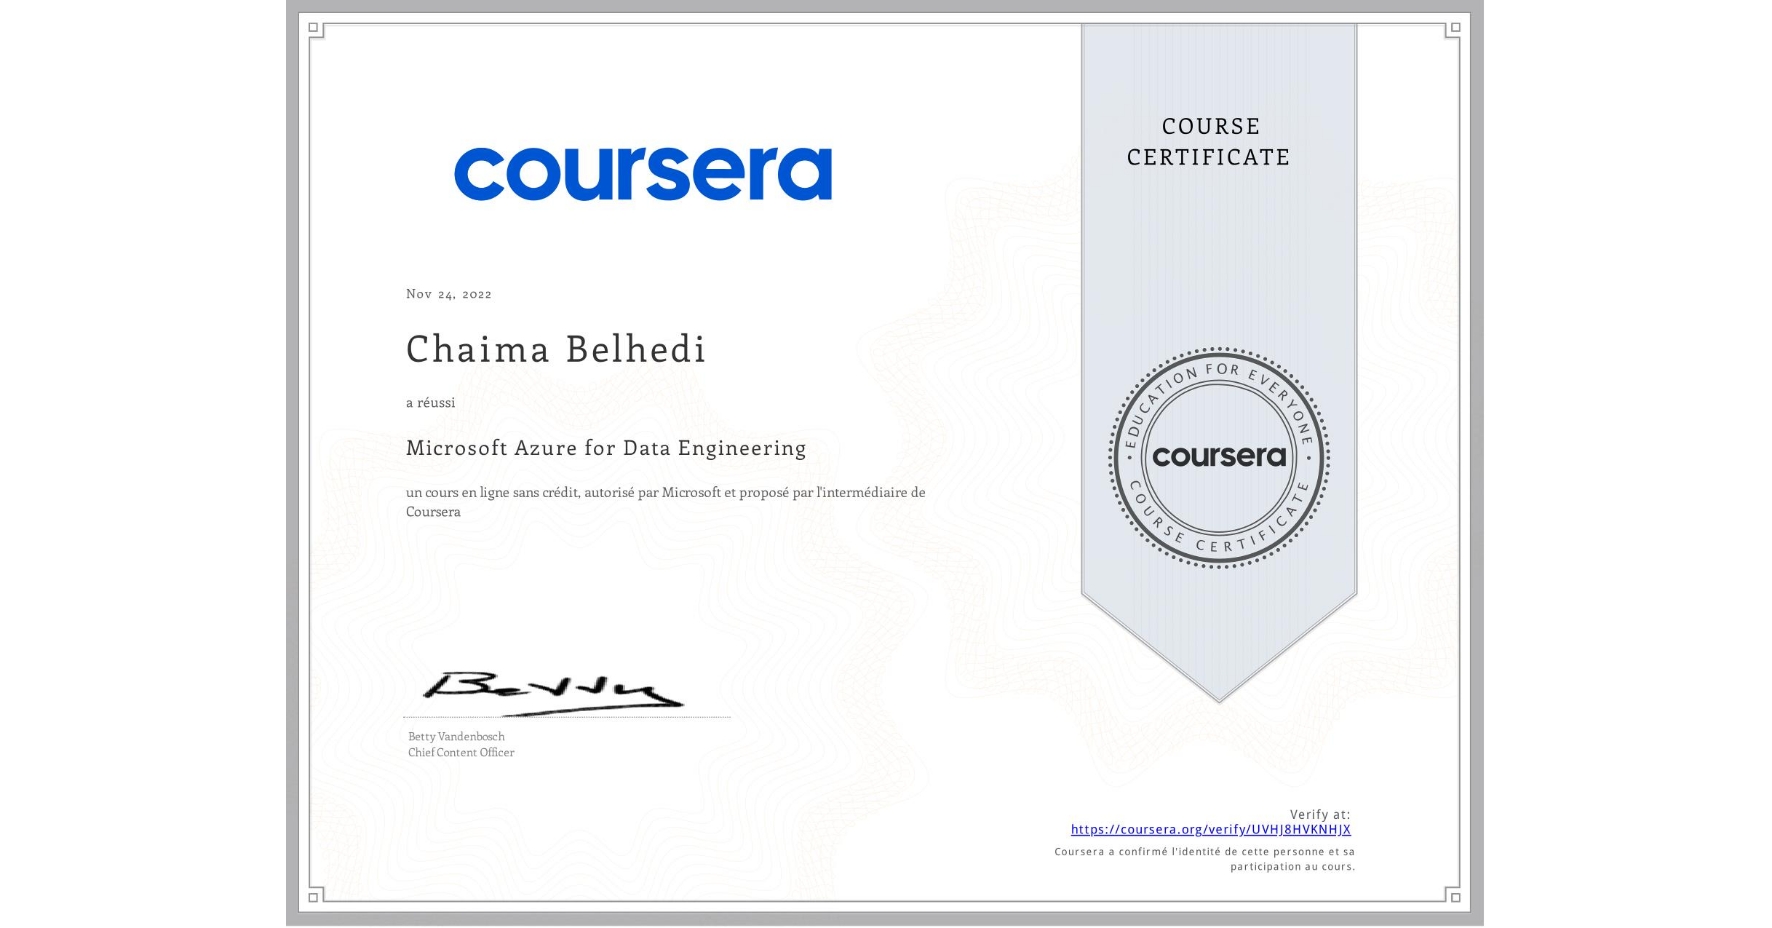 coursera
COURSE
CERTIFICATE
Nov 24, 2022
Chaima Belhedi
a réussi
Microsoft Azure for Data Engineering
un cours en ligne sans crédit, autorisé par Microsoft et proposé par l'intermédiaire de
Coursera
EDUCATION FOR EVERYONE
coursera
COURSE CERTIFICATE
Betty
Betty Vandenbosch
Chief Content Officer
Verify at:
https://coursera.org/verify/UVHJ8HVKNHJX
Coursera a confirmé l'identité de cette personne et sa
participation au cours.